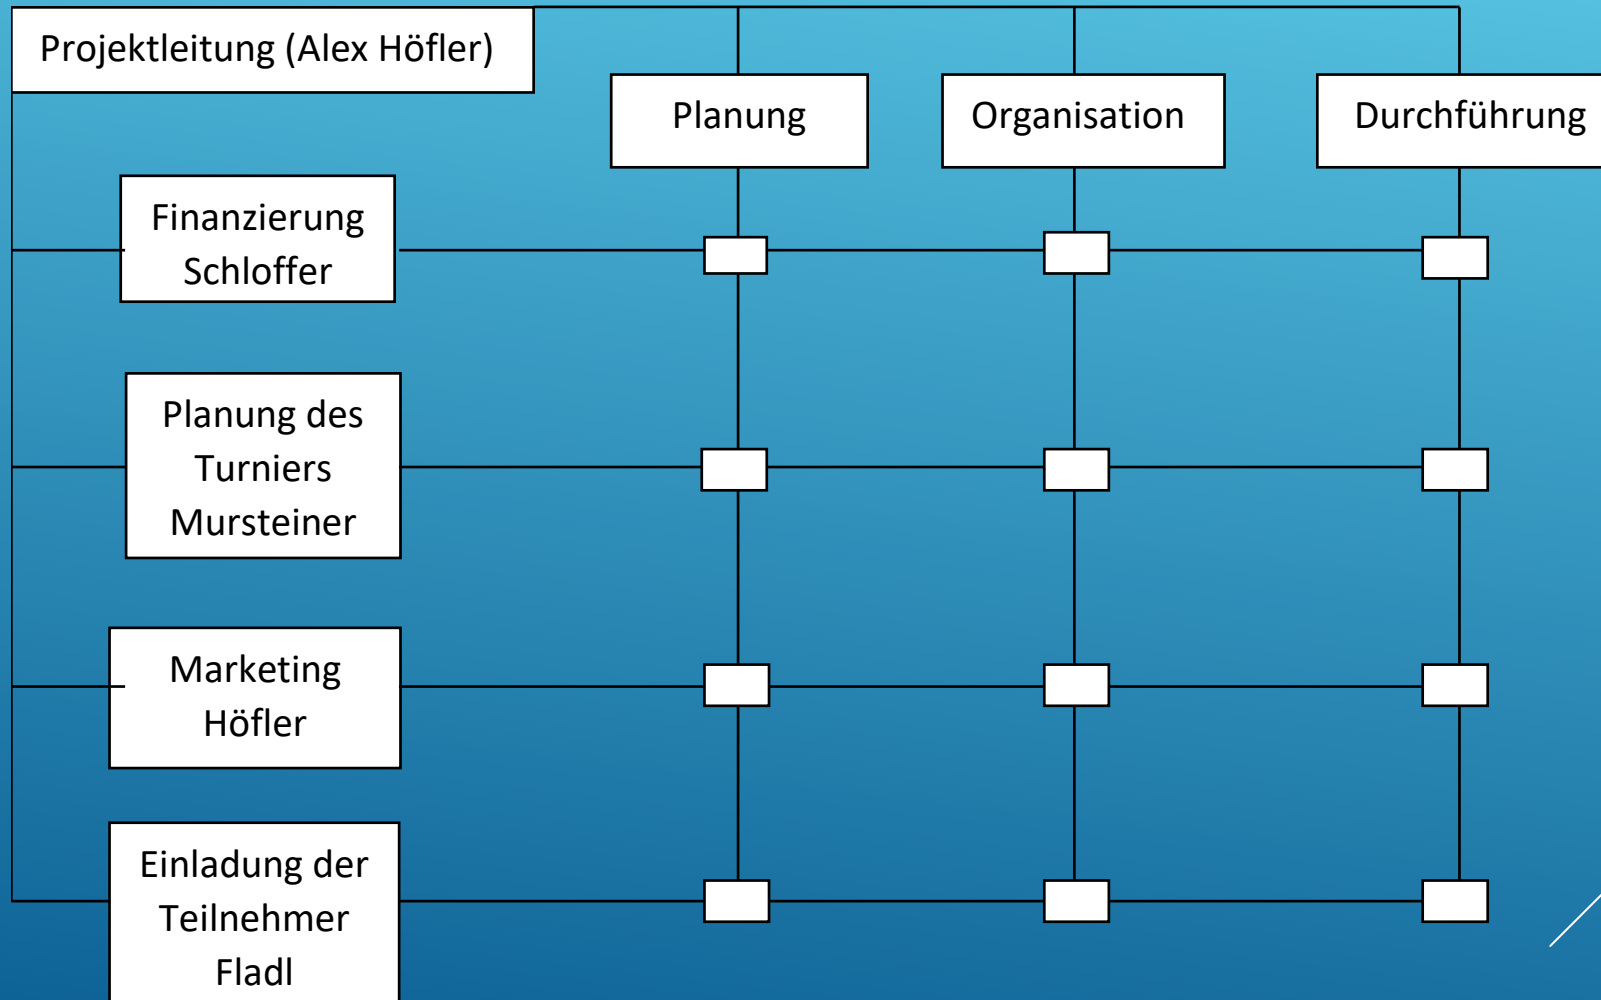 Projektleitung (Alex Höfler)
Planung
Organisation
Durchführung
Finanzierung
Schloffer
Planung des
Turniers
Mursteiner
Marketing
Höfler
Einladung der
Teilnehmer
Fladl